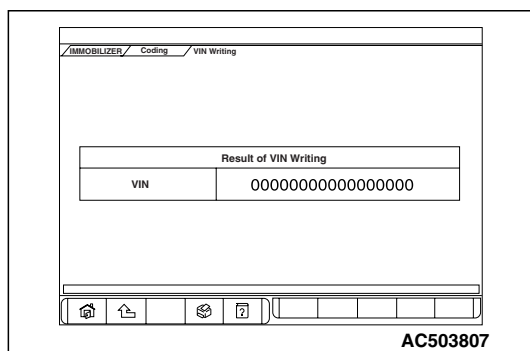 IMMOBILIZER Coding VIN Writing
Result of VIN Writing
VIN 00000000000000000
?
AC503807